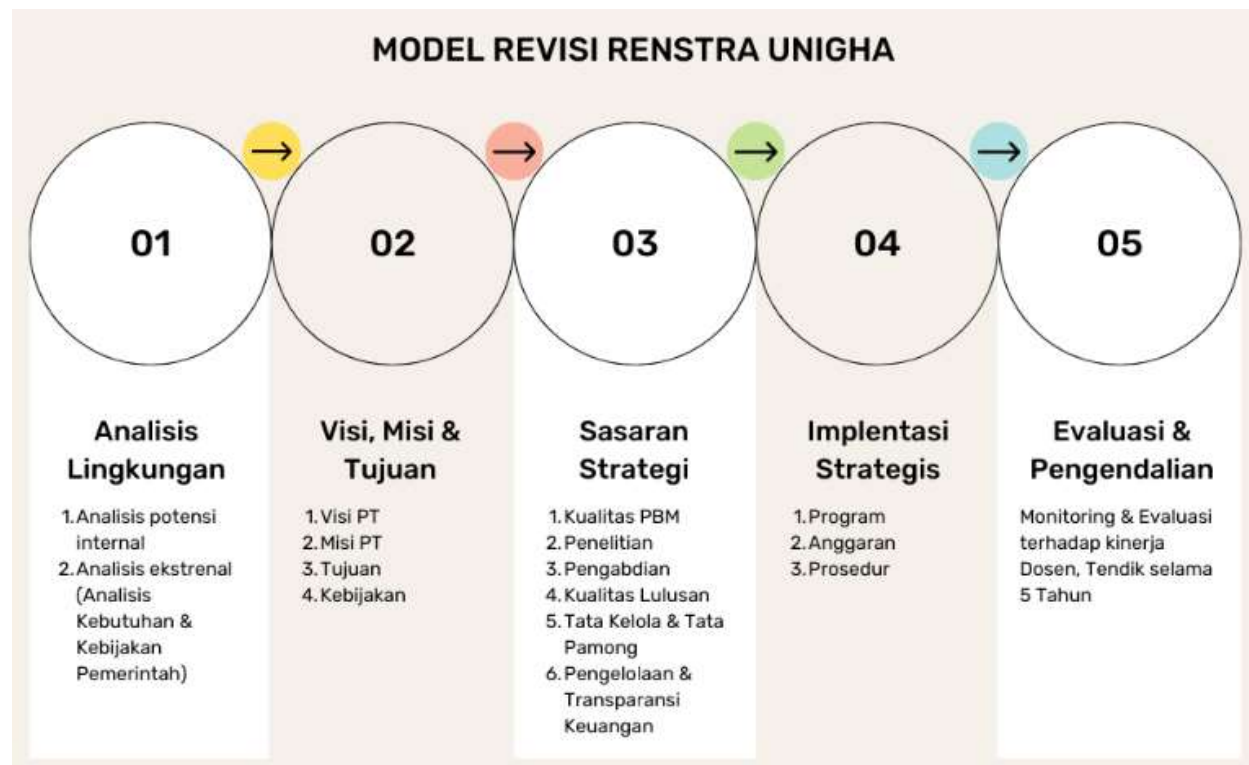 MODEL REVISI RENSTRA UNIGHA
01
02
03
04
05
Analisis
Lingkungan
1.Analisis potensi
internal
2.Analisis ekstrenal
(Analisis
Kebutuhan &
Kebijakan
Pemerintah)
Visi, Misi &
Tujuan
1.Visi PT
2.Misi PT
3.Tujuan
4.Kebijakan
Sasaran
Strategi
1.Kualitas PBM
2.Penelitian
3.Pengabdian
4.Kualitas Lulusan
5.Tata Kelola & Tata
Pamong
6.Pengelolaan &
Transparansi
Keuangan
Implentasi
Strategis
1.Program
2.Anggaran
3.Prosedur
Evaluasi &
Pengendalian
Monitoring & Evaluasi
terhadap kinerja
Dosen, Tendik selama
5 Tahun